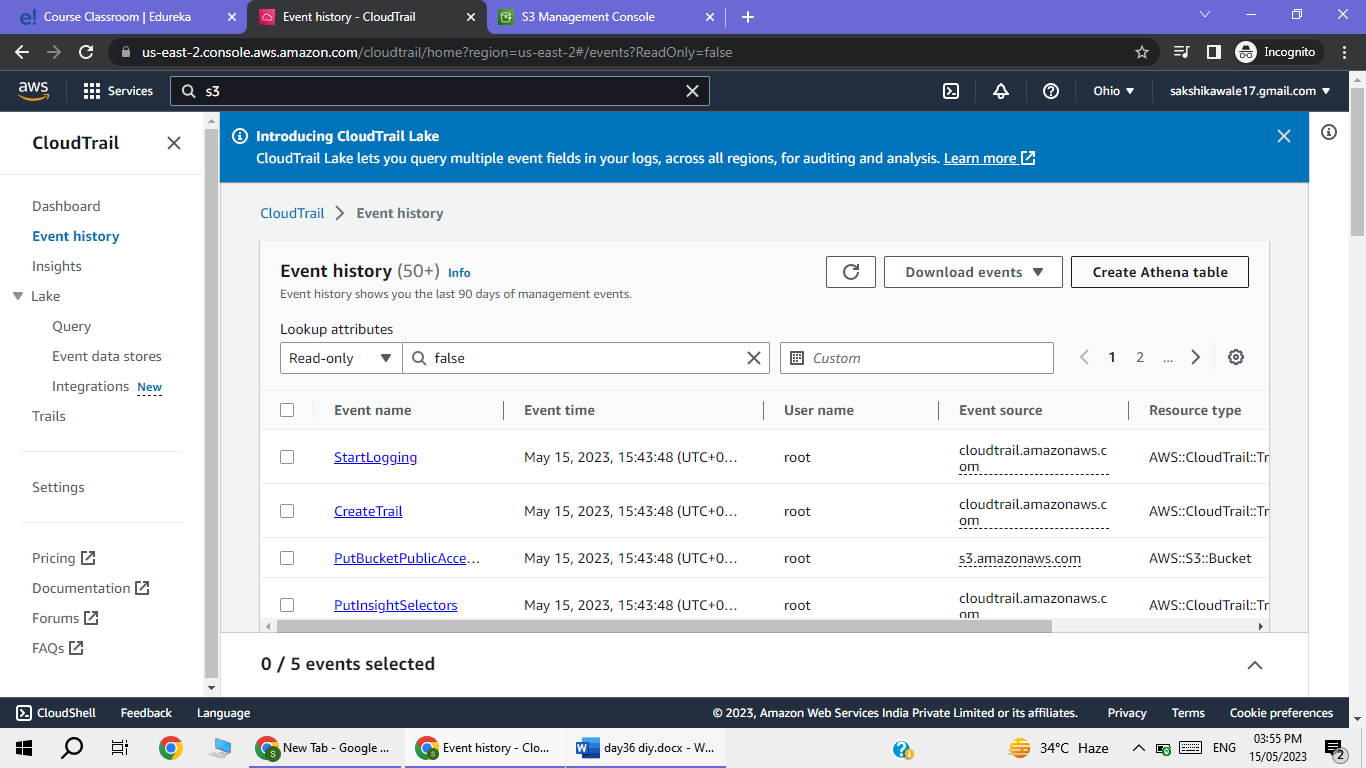 Course Classroom | Edureka
Event history - CloudTrail
S3 Management Console
us-east-2.console.aws.amazon.com/cloudtrail/home?region=us-east-2#/events?ReadOnly=false
Incognito
aws
Services
s3
Ohio
sakshikawale17.gmail.com
CloudTrail
Dashboard
Event history
Insights
Lake
Query
Event data stores
Integrations New
Trails
Settings
Pricing
Documentation
Forums
FAQs
Introducing CloudTrail Lake
CloudTrail Lake lets you query multiple event fields in your logs, across all regions, for auditing and analysis. Learn more
CloudTrail > Event history
Event history (50+) Info
Event history shows you the last 90 days of management events.
Download events
Create Athena table
Lookup attributes
Read-only
false
Custom
1 2 ...
Event name Event time User name Event source Resource type
StartLogging May 15, 2023, 15:43:48 (UTC+0... root cloudtrail.amazonaws.c
om
AWS::CloudTrail::Tr
CreateTrail May 15, 2023, 15:43:48 (UTC+0... root cloudtrail.amazonaws.c
om
AWS::CloudTrail::Tr
PutBucketPublicAcce... May 15, 2023, 15:43:48 (UTC+0... root s3.amazonaws.com AWS::S3::Bucket
PutInsightSelectors May 15, 2023, 15:43:48 (UTC+0... root cloudtrail.amazonaws.c
om
AWS::CloudTrail::Tr
0 / 5 events selected
CloudShell Feedback Language © 2023, Amazon Web Services India Private Limited or its affiliates. Privacy Terms Cookie preferences
New Tab - Google ...
Event history - Clo...
day36 diy.docx - W...
34°C Haze
ENG
03:55 PM
15/05/2023
2